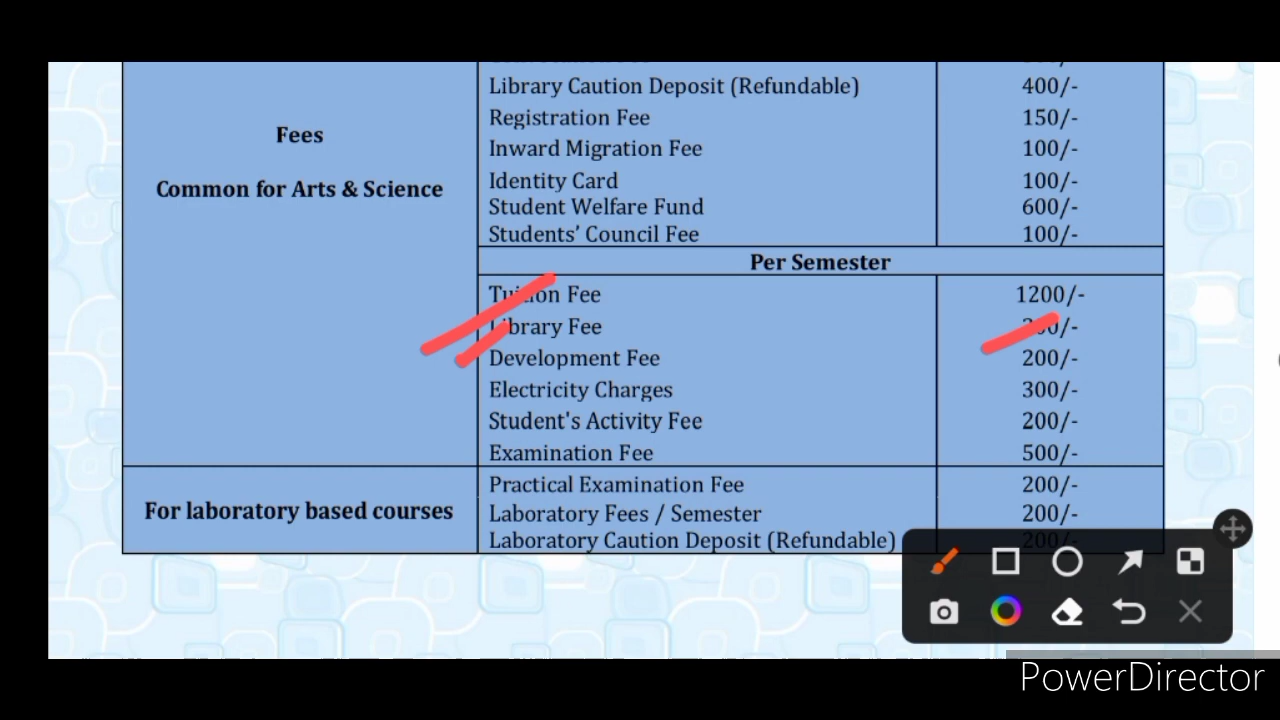 Library Caution Deposit (Refundable) 400/-
Fees
Registration Fee 150/-
Inward Migration Fee 100/-
Common for Arts & Science
Identity Card 100/-
Student Welfare Fund 600/-
Students' Council Fee 100/-
Per Semester
Tuition Fee 1200/-
Library Fee
Development Fee 200/-
Electricity Charges 300/-
Student's Activity Fee 200/-
Examination Fee 500/-
Practical Examination Fee 200/-
For laboratory based courses
Laboratory Fees / Semester 200/-
Laboratory Caution Deposit (Refundable) 200/-
PowerDirector